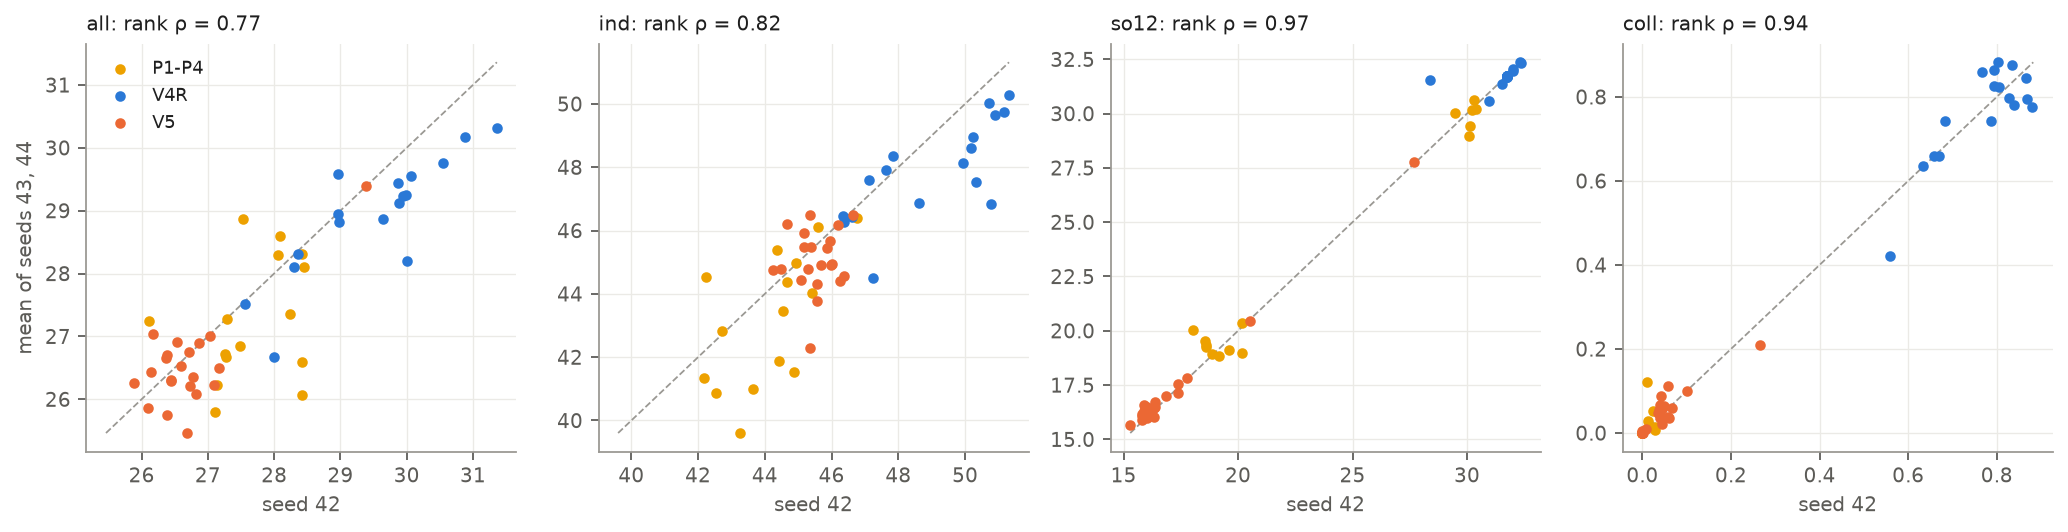 all: rank ρ = 0.77
31
30
29
28
27
26
mean of seeds 43, 44
P1-P4
V4R
V5
26 27 28 29 30 31
seed 42
ind: rank ρ = 0.82
50
48
46
44
42
40
40 42 44 46 48 50
seed 42
so12: rank ρ = 0.97
32.5
30.0
27.5
25.0
22.5
20.0
17.5
15.0
15 20 25 30
seed 42
coll: rank ρ = 0.94
0.8
0.6
0.4
0.2
0.0
0.0 0.2 0.4 0.6 0.8
seed 42